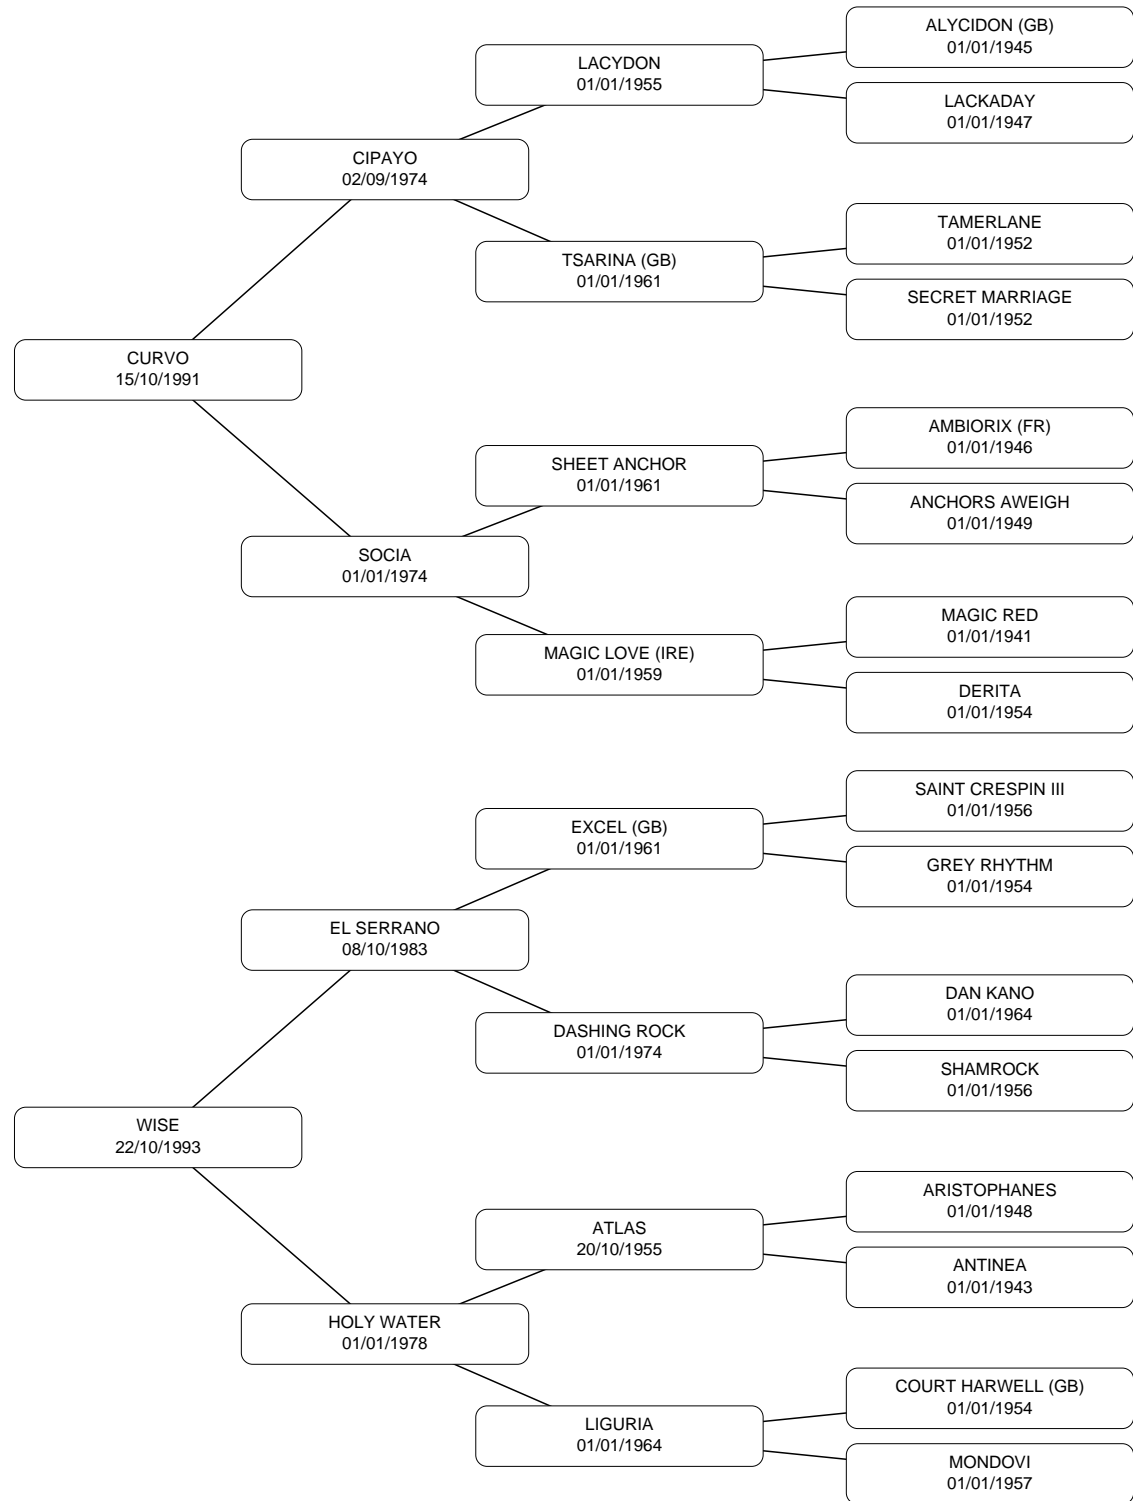 ALYCIDON (GB)
01/01/1945
LACYDON
01/01/1955
LACKADAY
01/01/1947
CIPAYO
02/09/1974
TAMERLANE
01/01/1952
TSARINA (GB)
01/01/1961
SECRET MARRIAGE
01/01/1952
CURVO
15/10/1991
AMBIORIX (FR)
01/01/1946
SHEET ANCHOR
01/01/1961
ANCHORS AWEIGH
01/01/1949
SOCIA
01/01/1974
MAGIC RED
01/01/1941
MAGIC LOVE (IRE)
01/01/1959
DERITA
01/01/1954
SAINT CRESPIN III
01/01/1956
EXCEL (GB)
01/01/1961
GREY RHYTHM
01/01/1954
EL SERRANO
08/10/1983
DAN KANO
01/01/1964
DASHING ROCK
01/01/1974
SHAMROCK
01/01/1956
WISE
22/10/1993
ARISTOPHANES
01/01/1948
ATLAS
20/10/1955
ANTINEA
01/01/1943
HOLY WATER
01/01/1978
COURT HARWELL (GB)
01/01/1954
LIGURIA
01/01/1964
MONDOVI
01/01/1957